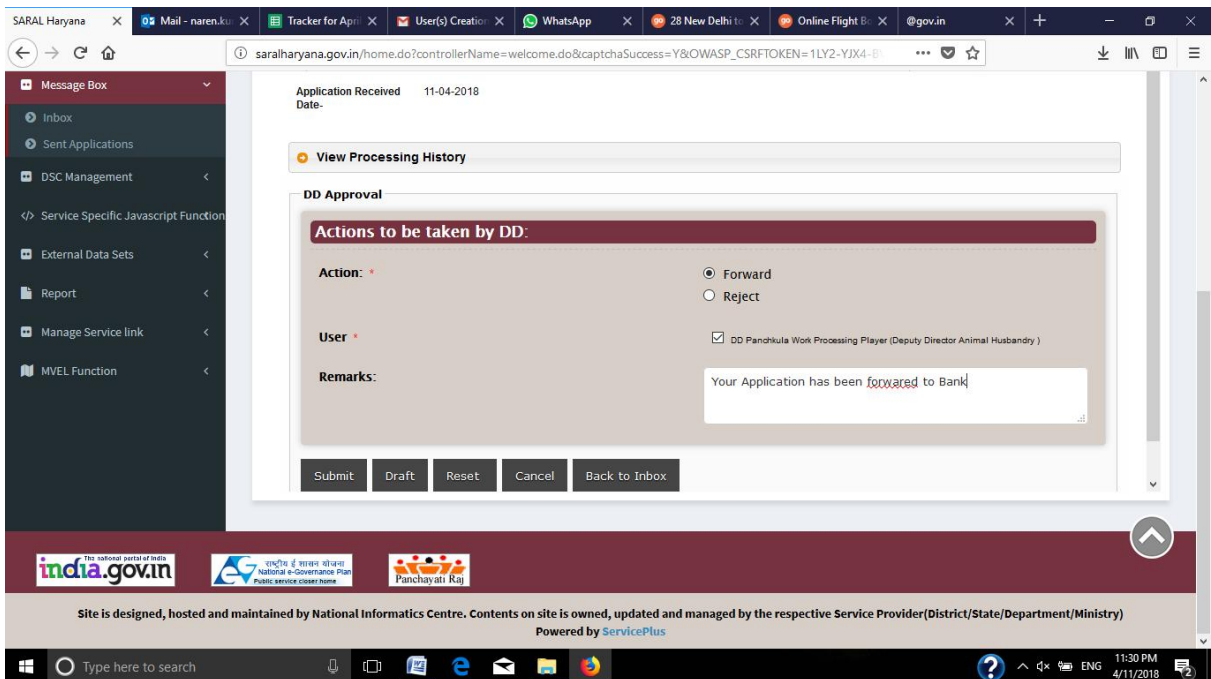 SARAL Haryana
Mail - naren.ku
Tracker for April
User(s) Creation
WhatsApp
28 New Delhi to
Online Flight Bo
@gov.in
saralharyana.gov.in/home.do?controllerName=welcome.do&captchaSuccess=Y&OWASP_CSRFTOKEN=1LY2-YJX4-
Message Box
Inbox
Sent Applications
DSC Management
Service Specific Javascript Function
External Data Sets
Report
Manage Service link
MVEL Function
Application Received 11-04-2018
Date-
View Processing History
DD Approval
Actions to be taken by DD:
Action: *
Forward
Reject
User *
DD Panchkula Work Processing Player (Deputy Director Animal Husbandry )
Remarks:
Your Application has been forwared to Bank
Submit
Draft
Reset
Cancel
Back to Inbox
The national portal of India
india.gov.in
राष्ट्रीय ई शासन योजना
National e-Governance Plan
Public service closer home
Panchayati Raj
Site is designed, hosted and maintained by National Informatics Centre. Contents on site is owned, updated and managed by the respective Service Provider(District/State/Department/Ministry)
Powered by ServicePlus
Type here to search
ENG
11:30 PM
4/11/2018
2